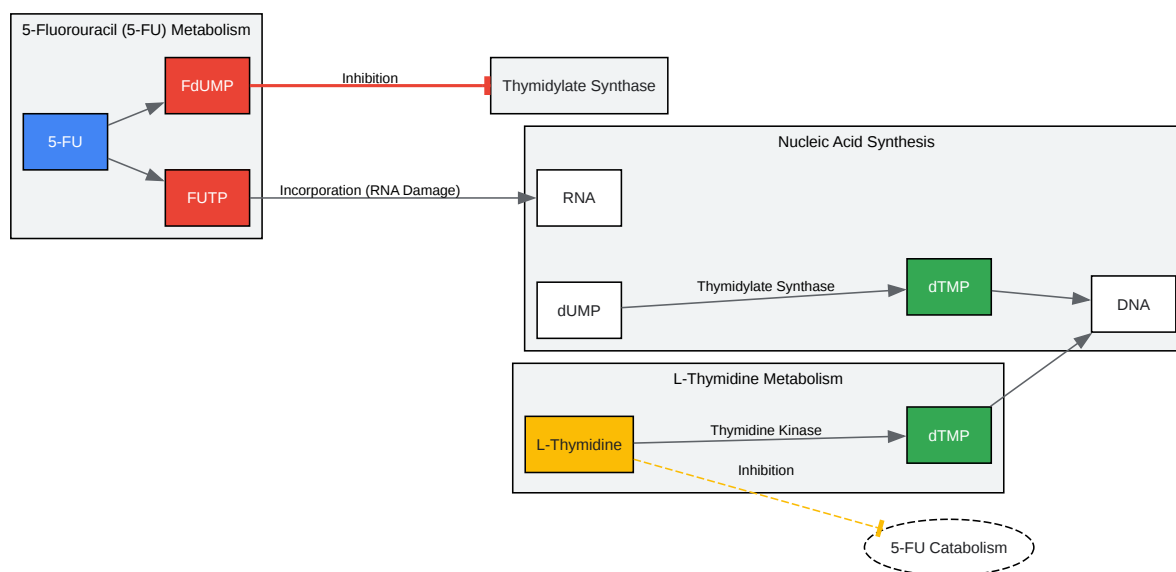 5-Fluorouracil (5-FU) Metabolism
FdUMP
Inhibition
Thymidylate Synthase
5-FU
Nucleic Acid Synthesis
FUTP
Incorporation (RNA Damage)
RNA
dUMP
Thymidylate Synthase
dTMP
DNA
L-Thymidine Metabolism
L-Thymidine
Thymidine Kinase
dTMP
Inhibition
5-FU Catabolism